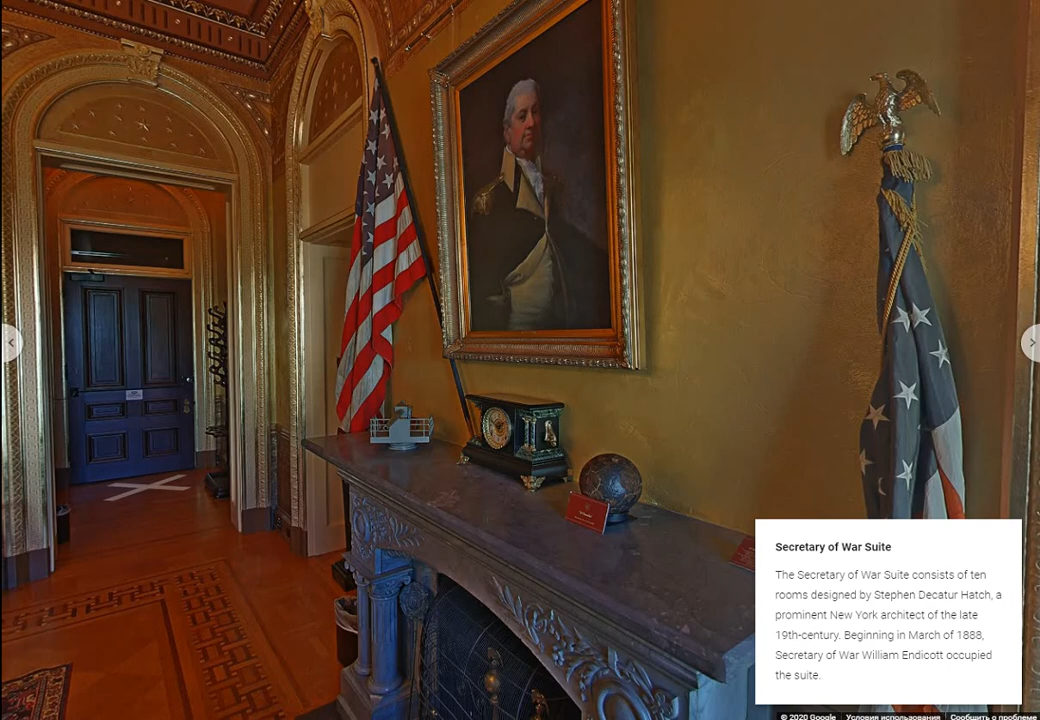 Secretary of War Suite
The Secretary of War Suite consists of ten
rooms designed by Stephen Decatur Hatch, a
prominent New York architect of the late
19th-century. Beginning in March of 1888,
Secretary of War William Endicott occupied
the suite.
© 2020 Google Условия использования Сообщить о проблеме